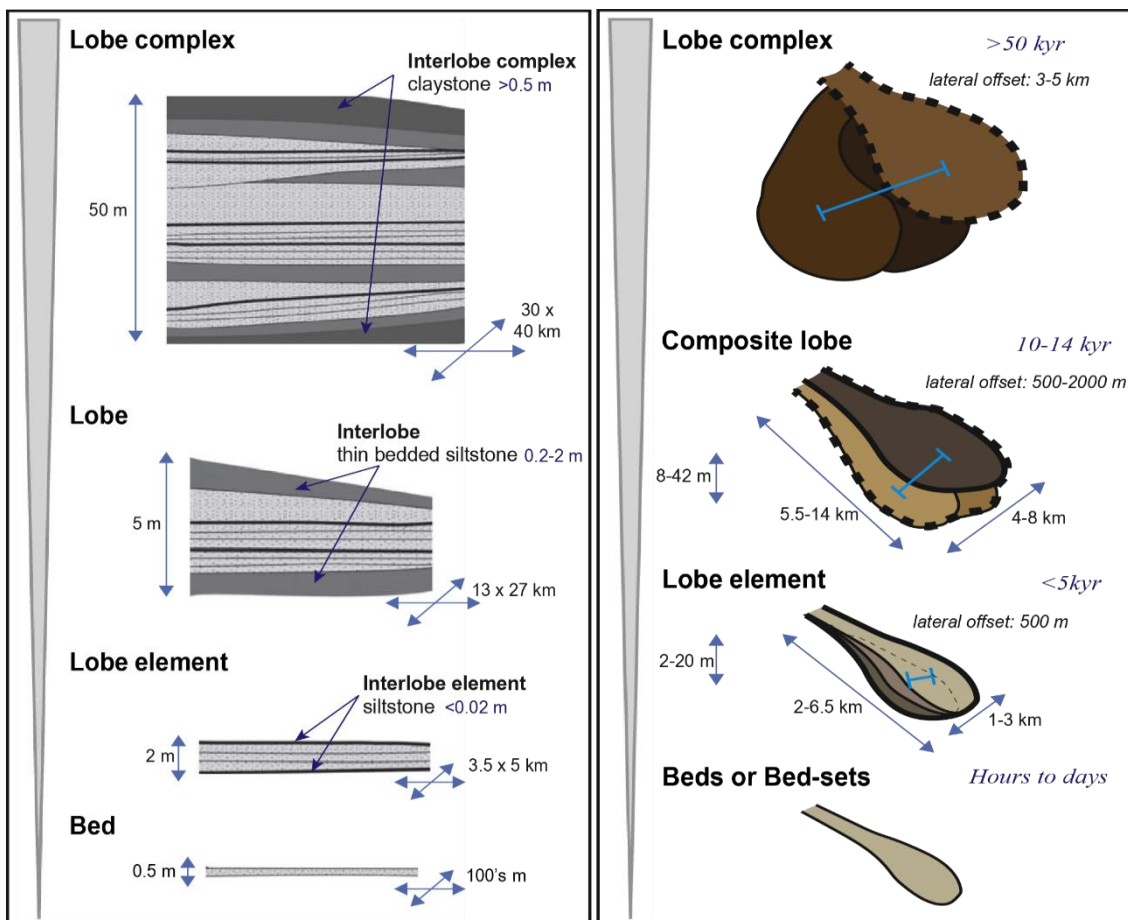 Lobe complex
Interlobe complex
claystone >0.5 m
50 m
30 x
40 km
Lobe
Interlobe
thin bedded siltstone 0.2-2 m
5 m
13 x 27 km
Lobe element
Interlobe element
siltstone <0.02 m
2 m
3.5 x 5 km
Bed
0.5 m
100's m
Lobe complex
>50 kyr
lateral offset: 3-5 km
Composite lobe
10-14 kyr
lateral offset: 500-2000 m
8-42 m
5.5-14 km
4-8 km
Lobe element
<5kyr
lateral offset: 500 m
2-20 m
2-6.5 km
1-3 km
Beds or Bed-sets
Hours to days